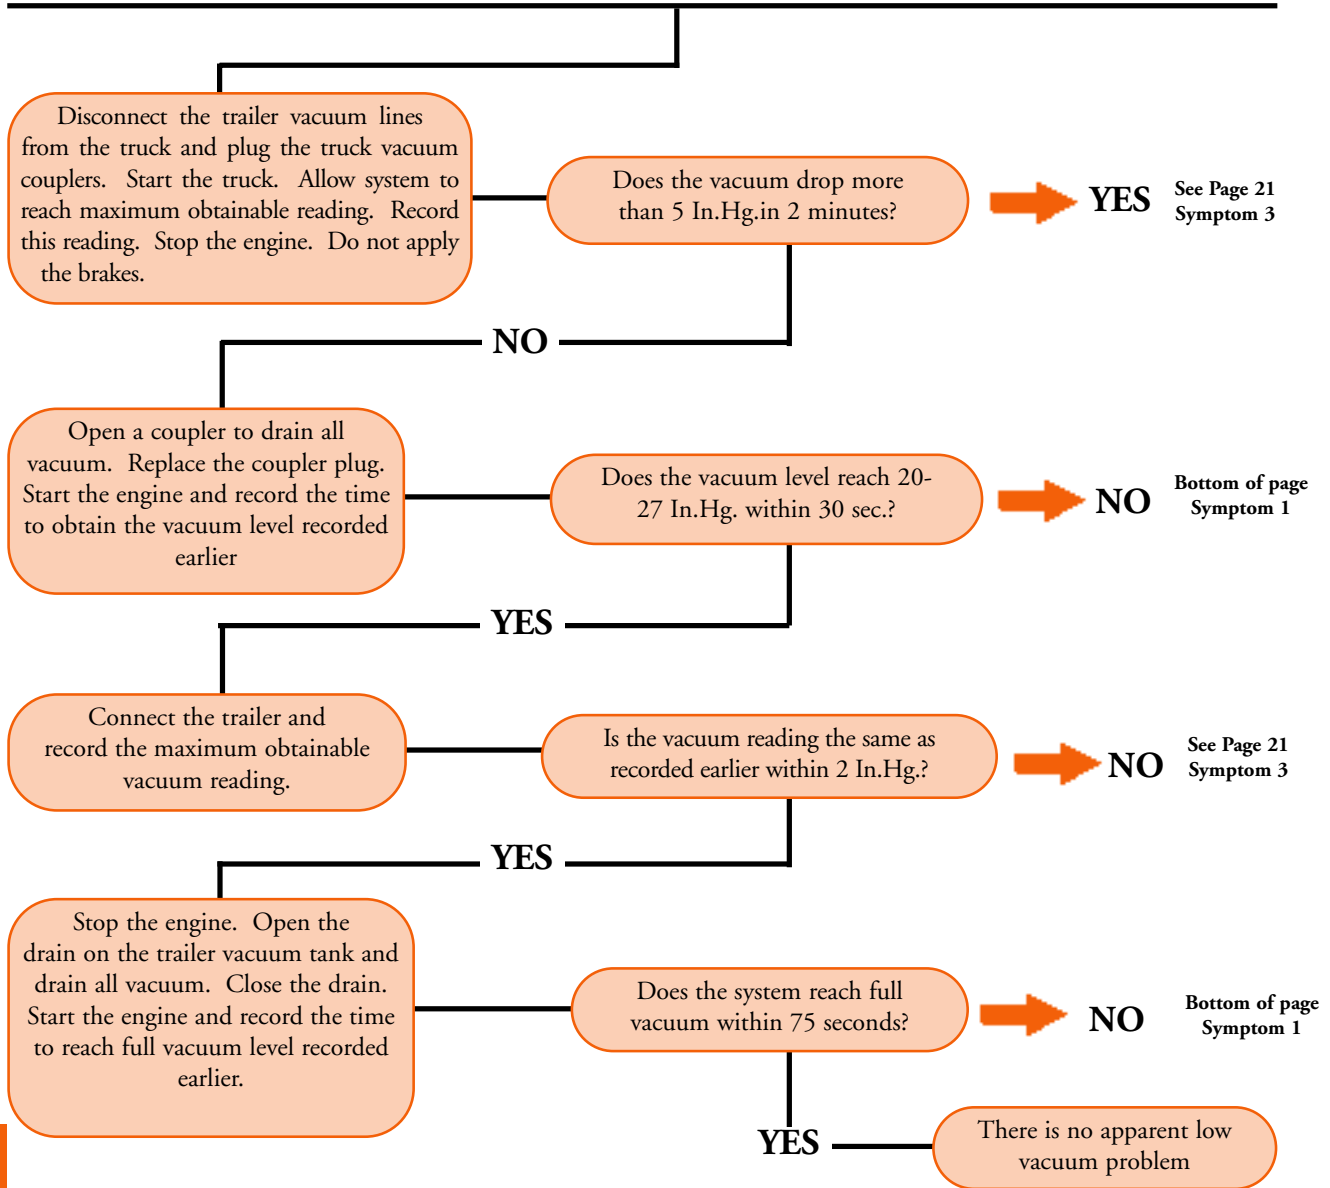 Disconnect the trailer vacuum lines
from the truck and plug the truck vacuum
couplers. Start the truck. Allow system to
reach maximum obtainable reading. Record
this reading. Stop the engine. Do not apply
the brakes.
Does the vacuum drop more
than 5 In.Hg.in 2 minutes?
YES
See Page 21
Symptom 3
NO
Open a coupler to drain all
vacuum. Replace the coupler plug.
Start the engine and record the time
to obtain the vacuum level recorded
earlier
Does the vacuum level reach 20-
27 In.Hg. within 30 sec.?
NO
Bottom of page
Symptom 1
YES
Connect the trailer and
record the maximum obtainable
vacuum reading.
Is the vacuum reading the same as
recorded earlier within 2 In.Hg.?
NO
See Page 21
Symptom 3
YES
Stop the engine. Open the
drain on the trailer vacuum tank and
drain all vacuum. Close the drain.
Start the engine and record the time
to reach full vacuum level recorded
earlier.
Does the system reach full
vacuum within 75 seconds?
NO
Bottom of page
Symptom 1
YES
There is no apparent low
vacuum problem